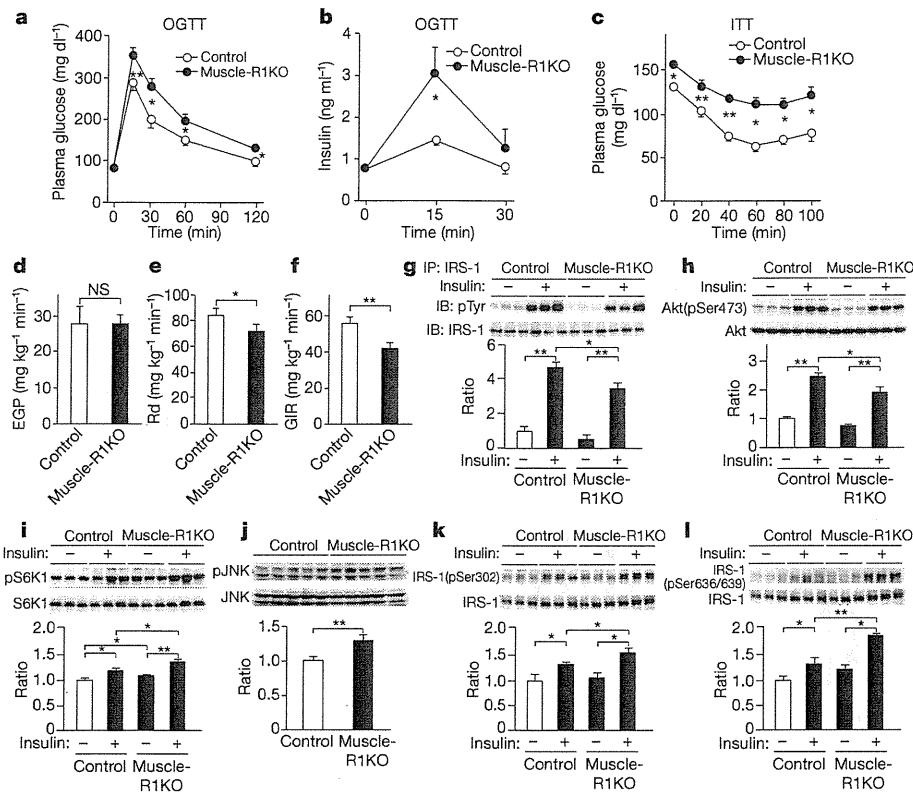 a
OGTT
Plasma glucose (mg dl⁻¹)
400
300
200
100
0
Control
Muscle-R1KO
**
*
*
*
0 30 60 90 120
Time (min)
b
OGTT
Insulin (ng ml⁻¹)
4
3
2
1
0
Control
Muscle-R1KO
*
0 15 30
Time (min)
c
ITT
Plasma glucose
(mg dl⁻¹)
150
100
50
0
Control
Muscle-R1KO
* ** ** * * *
0 20 40 60 80 100
Time (min)
d
EGP (mg kg⁻¹ min⁻¹)
30
20
10
0
NS
Control
Muscle-R1KO
e
Rd (mg kg⁻¹ min⁻¹)
100
80
60
40
20
0
*
Control
Muscle-R1KO
f
GIR (mg kg⁻¹ min⁻¹)
60
40
20
0
**
Control
Muscle-R1KO
g
IP: IRS-1 Control Muscle-R1KO
Insulin: − + − +
IB: pTyr
IB: IRS-1
Ratio
6
4
2
0
*
** **
Insulin: − + − +
Control Muscle-
R1KO
h
Control Muscle-R1KO
Insulin: − + − +
Akt(pSer473)
Akt
Ratio
3
2
1
0
*
** **
Insulin: − + − +
Control Muscle-
R1KO
i
Control Muscle-R1KO
Insulin: − + − +
pS6K1
S6K1
Ratio
2.0
1.5
1.0
0.5
0
*
*
* **
Insulin: − + − +
Control Muscle-
R1KO
j
Control Muscle-R1KO
pJNK
JNK
Ratio
1.5
1.0
0.5
0
**
Control Muscle-
R1KO
k
Control Muscle-R1KO
Insulin: − + − +
IRS-1(pSer302)
IRS-1
Ratio
2.0
1.5
1.0
0.5
0
*
* *
Insulin: − + − +
Control Muscle-
R1KO
l
Control Muscle-R1KO
Insulin: − + − +
IRS-1
(pSer636/639)
IRS-1
Ratio
2.0
1.5
1.0
0.5
0
**
* *
Insulin: − + − +
Control Muscle-
R1KO